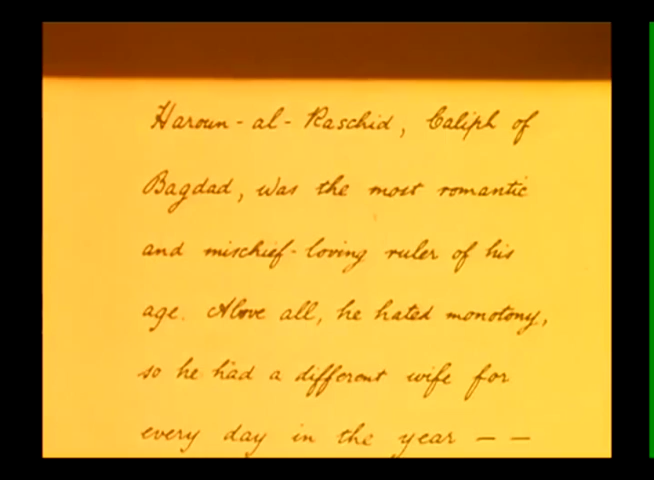 Haroun-al-Raschid, Caliph of
Bagdad, was the most romantic
and mischief-loving ruler of his
age. Above all, he hated monotony,
so he had a different wife for
every day in the year — —